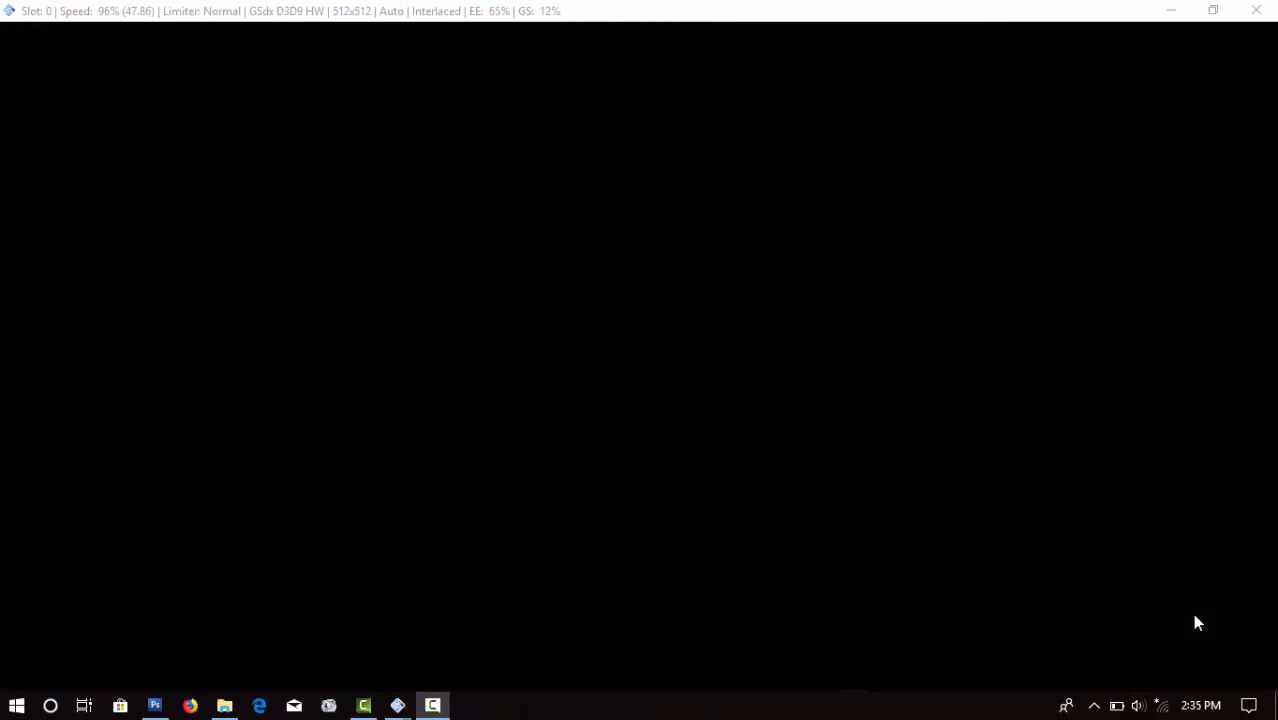 Slot: 0 | Speed: 96% (47.86) | Limiter: Normal | GSdx D3D9 HW | 512x512 | Auto | Interlaced | EE: 65% | GS: 12%
Ps
2:35 PM